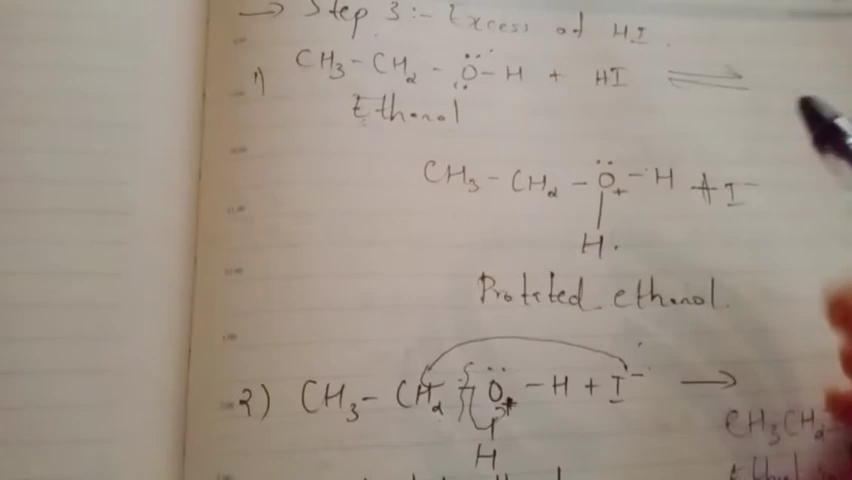 → Step 3:- Excess of HI.
1) CH₃-CH₂-Ö-H + HI ⇌
Ethanol
CH₃-CH₂-Ö⁺-H + I⁻
H.
Protated ethanol.
2) CH₃-CH₂-Ö⁺-H + I⁻ →
H
CH₃CH₂-